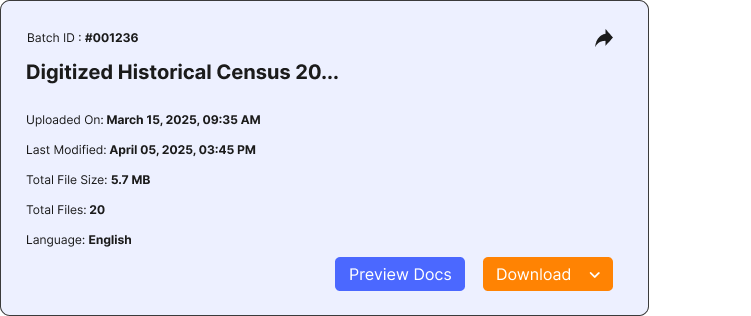 Batch ID : #001236
Digitized Historical Census 20...
Uploaded On: March 15, 2025, 09:35 AM
Last Modified: April 05, 2025, 03:45 PM
Total File Size: 5.7 MB
Total Files: 20
Language: English
Preview Docs
Download